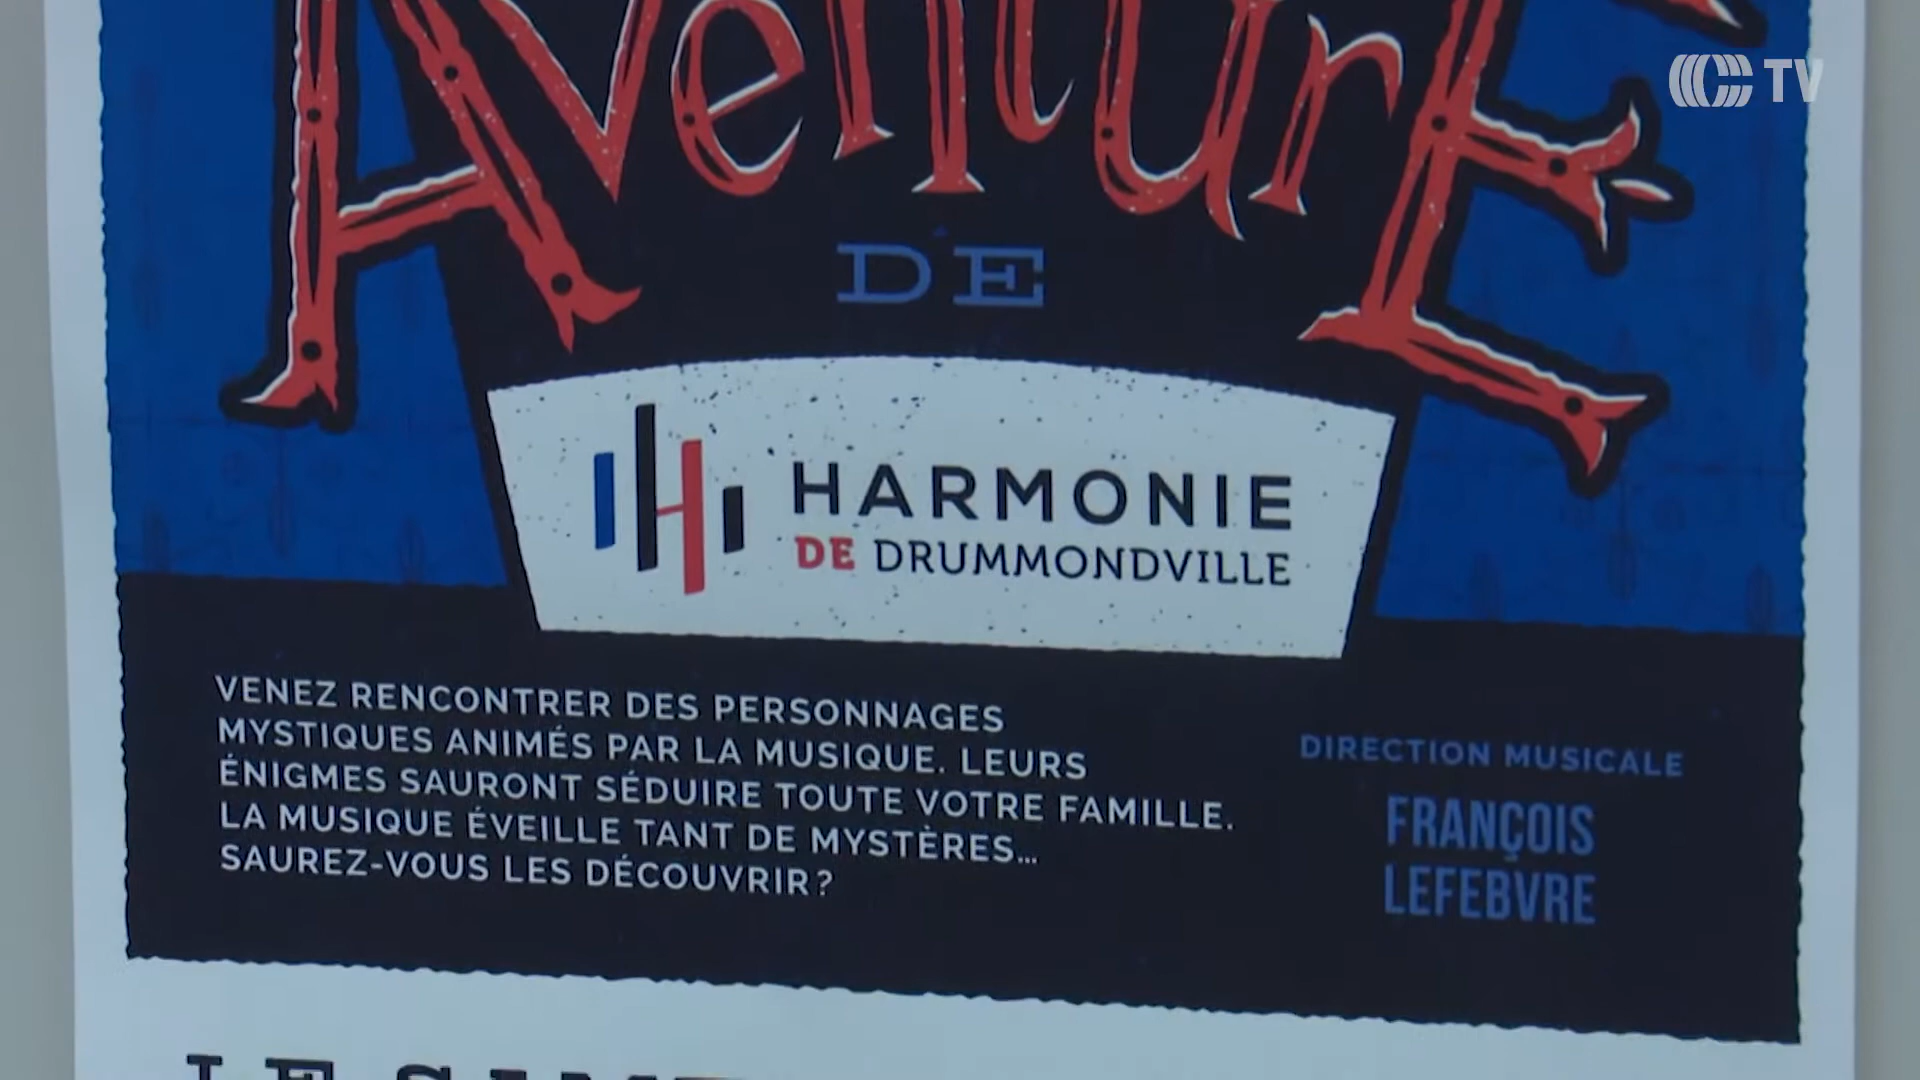 AVenturE
TV
DE
HARMONIE
DE DRUMMONDVILLE
VENEZ RENCONTRER DES PERSONNAGES
MYSTIQUES ANIMÉS PAR LA MUSIQUE. LEURS
ÉNIGMES SAURONT SÉDUIRE TOUTE VOTRE FAMILLE.
LA MUSIQUE ÉVEILLE TANT DE MYSTÈRES...
SAUREZ-VOUS LES DÉCOUVRIR?
DIRECTION MUSICALE
FRANÇOIS
LEFEBVRE
LE